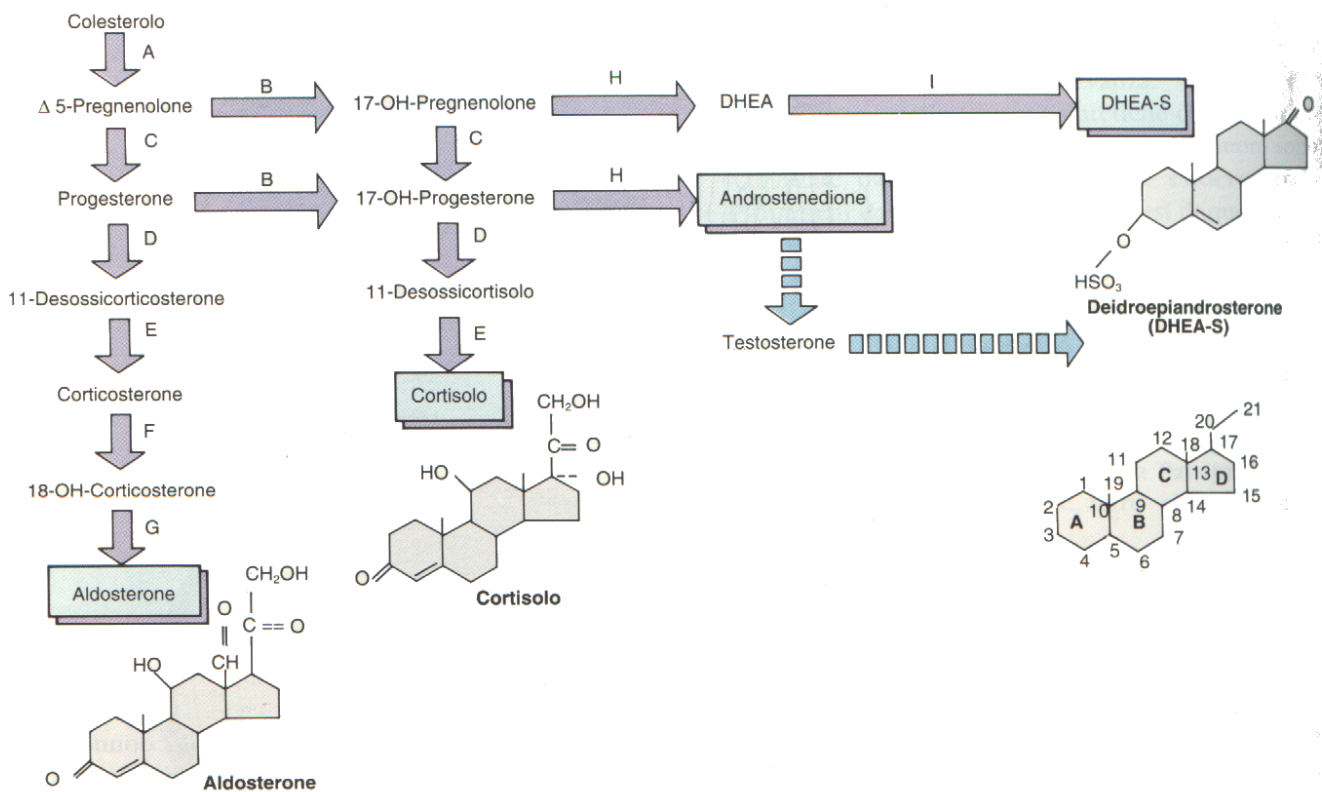 Colesterolo
A
Δ 5-Pregnenolone
B
17-OH-Pregnenolone
H
DHEA
I
DHEA-S
O
C
C
Progesterone
B
17-OH-Progesterone
H
Androstenedione
D
D
O
HSO3
11-Desossicorticosterone
11-Desossicortisolo
Deidroepiandrosterone
(DHEA-S)
E
E
Testosterone
Corticosterone
Cortisolo
CH2OH
C= O
HO
OH
O
Cortisolo
F
18-OH-Corticosterone
G
Aldosterone
CH2OH
O
C == O
CH
HO
O
Aldosterone
21
20
12
18
17
11
16
C
13
D
1
19
15
2
10
9
14
A
B
8
3
7
5
4
6